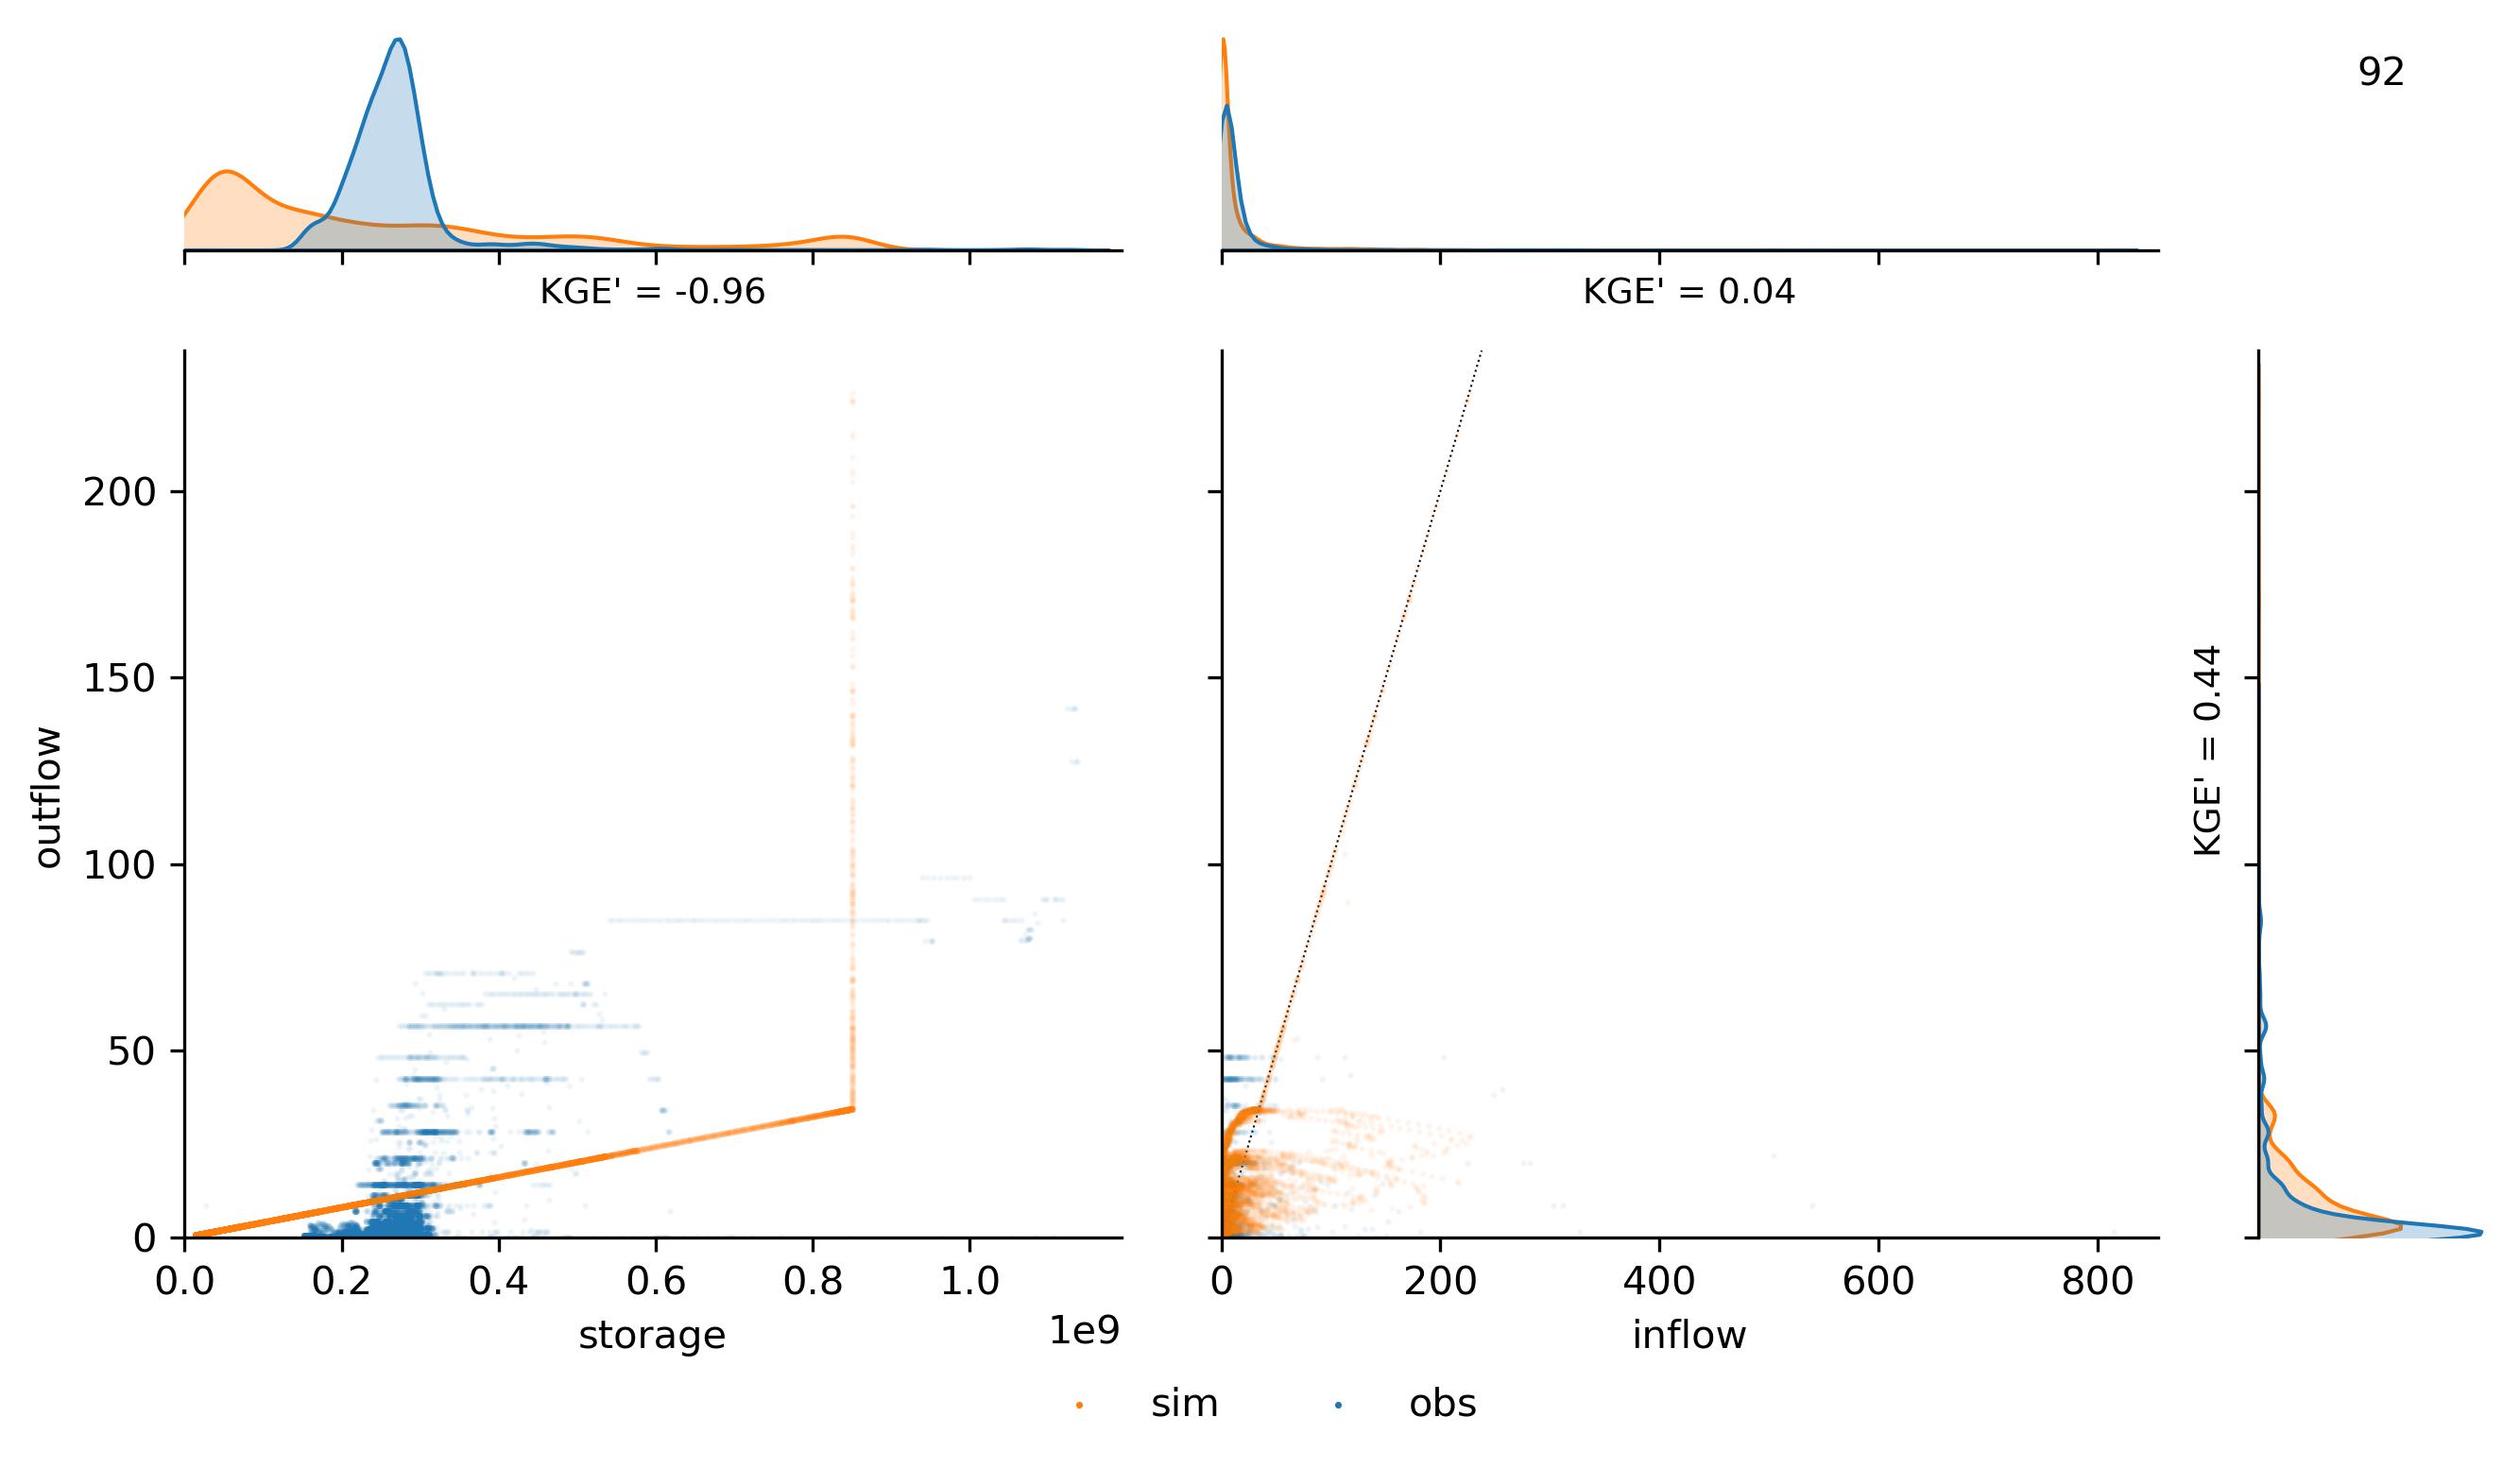 92
KGE' = -0.96
KGE' = 0.04
outflow
200
150
100
50
0
KGE' = 0.44
0.0 0.2 0.4 0.6 0.8 1.0
1e9
storage
0 200 400 600 800
inflow
sim obs